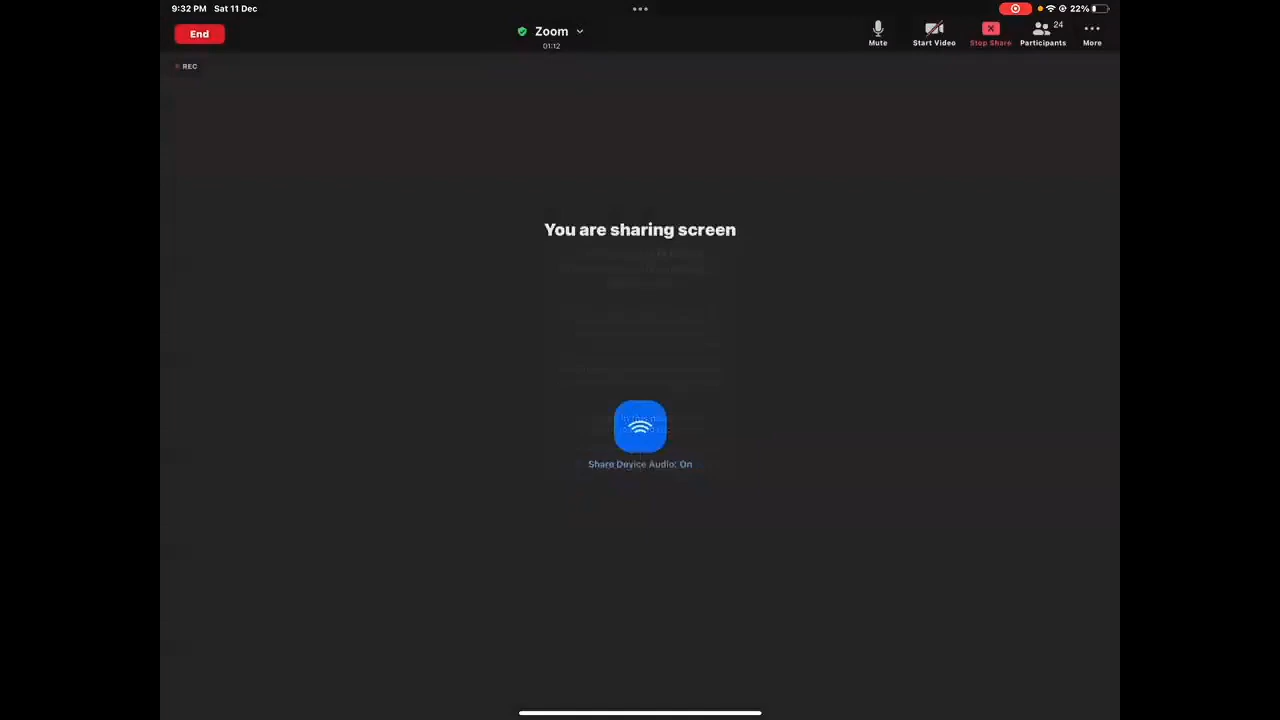 9:32 PM Sat 11 Dec
22%
End
Zoom
01:12
Mute
Start Video
Stop Share
24
Participants
More
REC
You are sharing screen
Share Device Audio: On